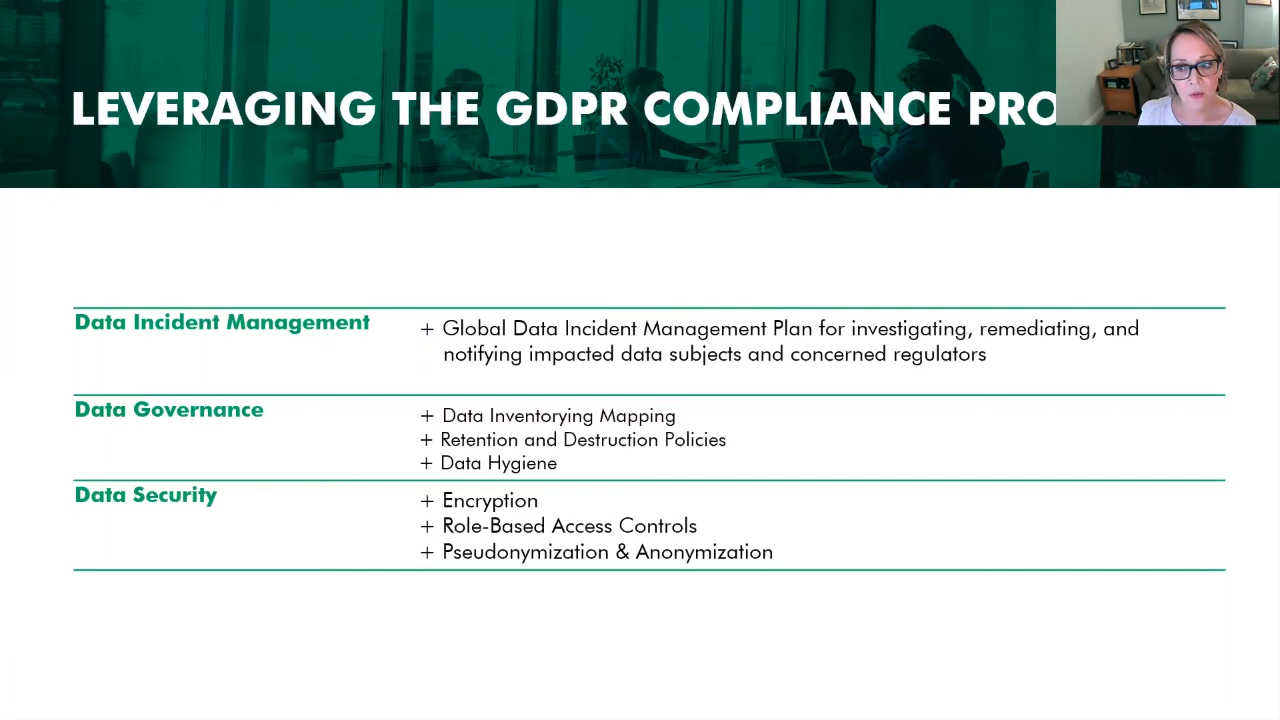 LEVERAGING THE GDPR COMPLIANCE PRO
Data Incident Management
+ Global Data Incident Management Plan for investigating, remediating, and
notifying impacted data subjects and concerned regulators
Data Governance
+ Data Inventorying Mapping
+ Retention and Destruction Policies
+ Data Hygiene
Data Security
+ Encryption
+ Role-Based Access Controls
+ Pseudonymization & Anonymization